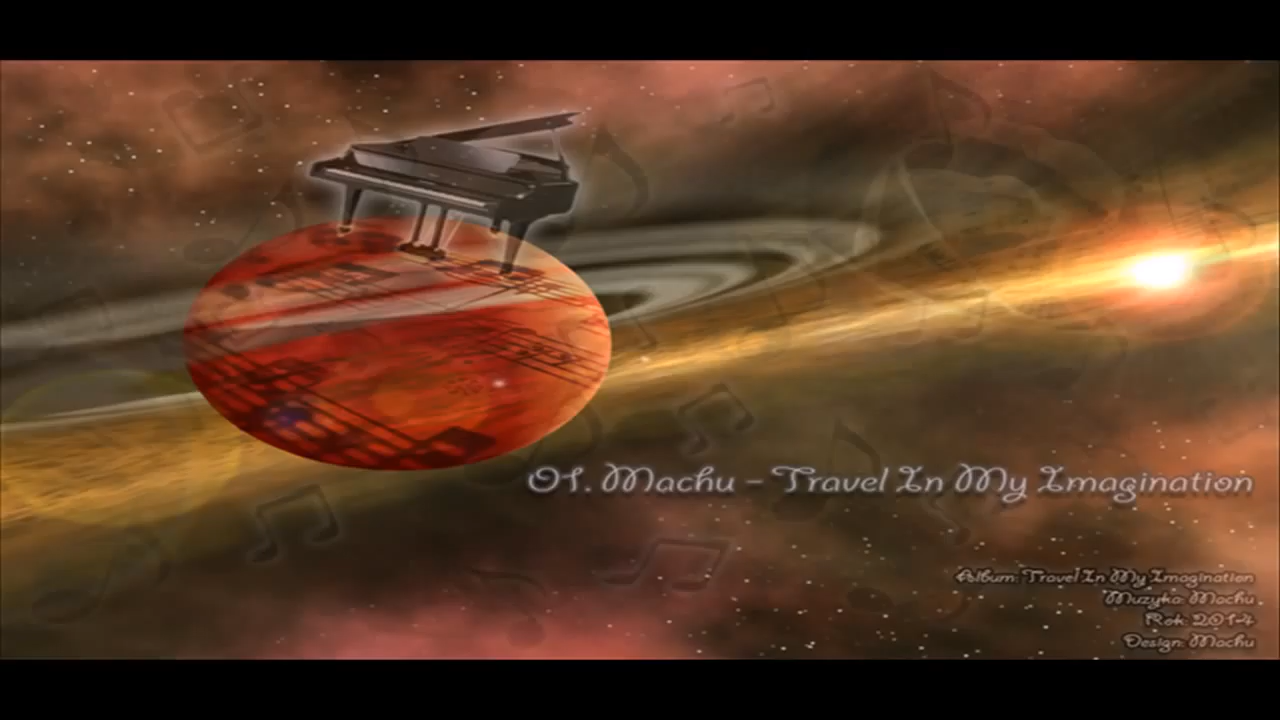 01. Machu - Travel In My Imagination
Album: Travel In My Imagination
Muzyka: Machu
Rok: 2014
Design: Machu